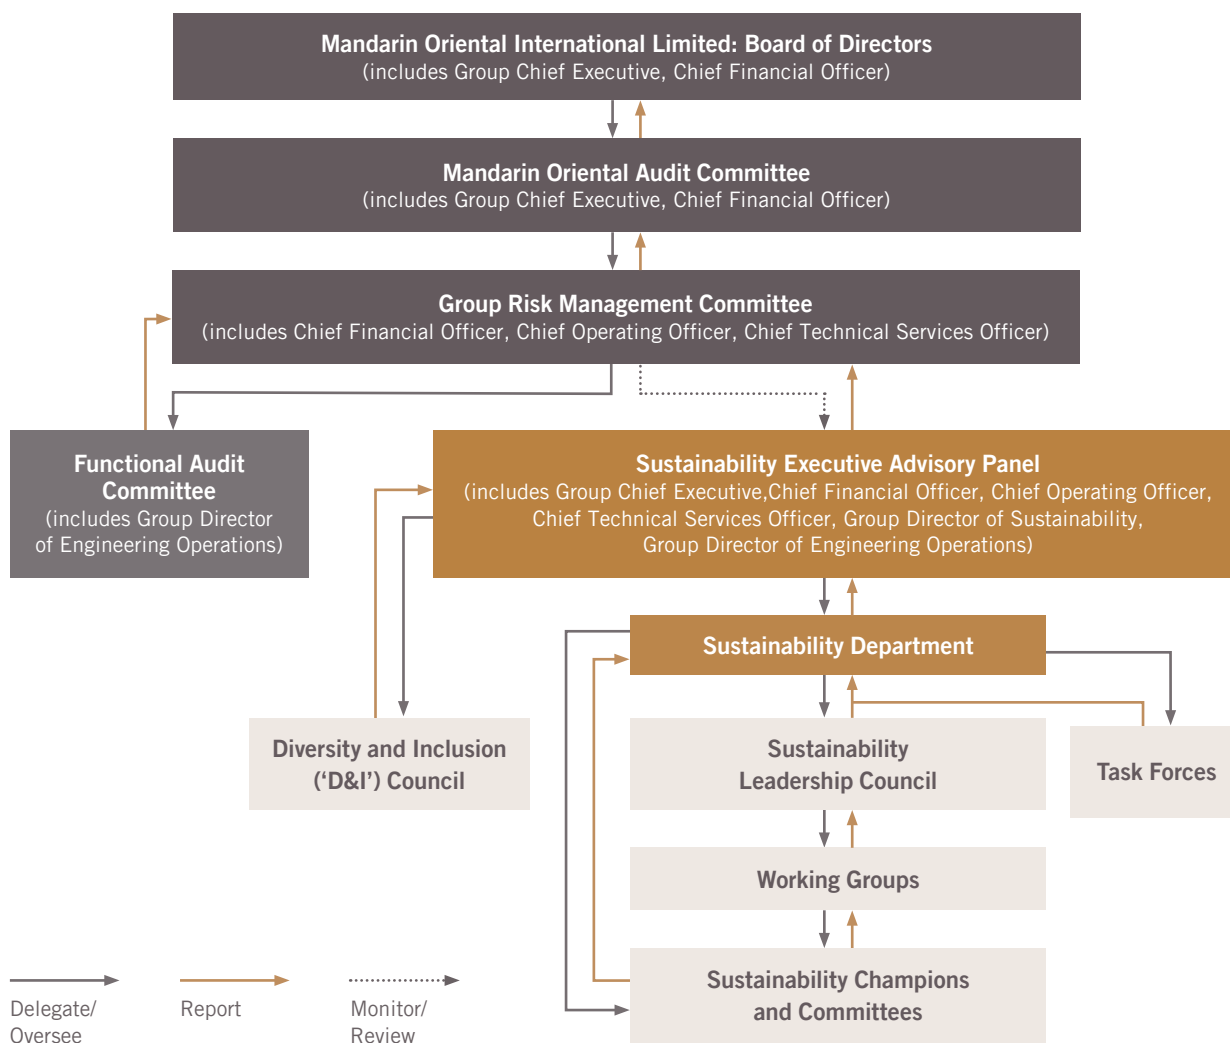 Mandarin Oriental International Limited: Board of Directors
(includes Group Chief Executive, Chief Financial Officer)
Mandarin Oriental Audit Committee
(includes Group Chief Executive, Chief Financial Officer)
Group Risk Management Committee
(includes Chief Financial Officer, Chief Operating Officer, Chief Technical Services Officer)
Functional Audit
Committee
(includes Group Director
of Engineering Operations)
Sustainability Executive Advisory Panel
(includes Group Chief Executive,Chief Financial Officer, Chief Operating Officer,
Chief Technical Services Officer, Group Director of Sustainability,
Group Director of Engineering Operations)
Sustainability Department
Diversity and Inclusion
(‘D&I’) Council
Sustainability
Leadership Council
Task Forces
Working Groups
Sustainability Champions
and Committees
Delegate/
Oversee
Report
Monitor/
Review